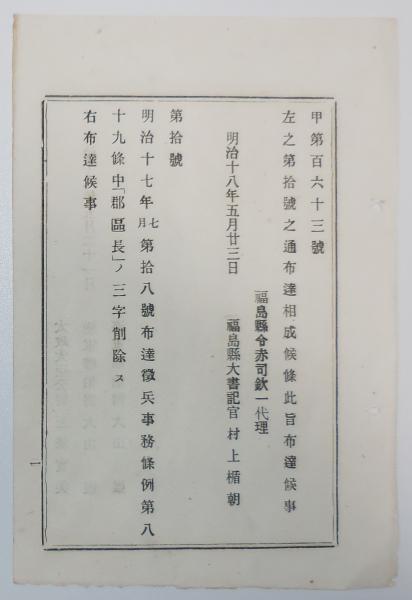 甲第百六十三號
左之第拾號之通布達相成候條此旨布達候事
福島縣令赤司欽一代理
明治十八年五月廿三日 福島縣大書記官村上楯朝
第拾號
明治十七年七月第拾八號布達徴兵事務條例第八
十九條中「郡區長」ノ三字削除ス
右布達候事
一